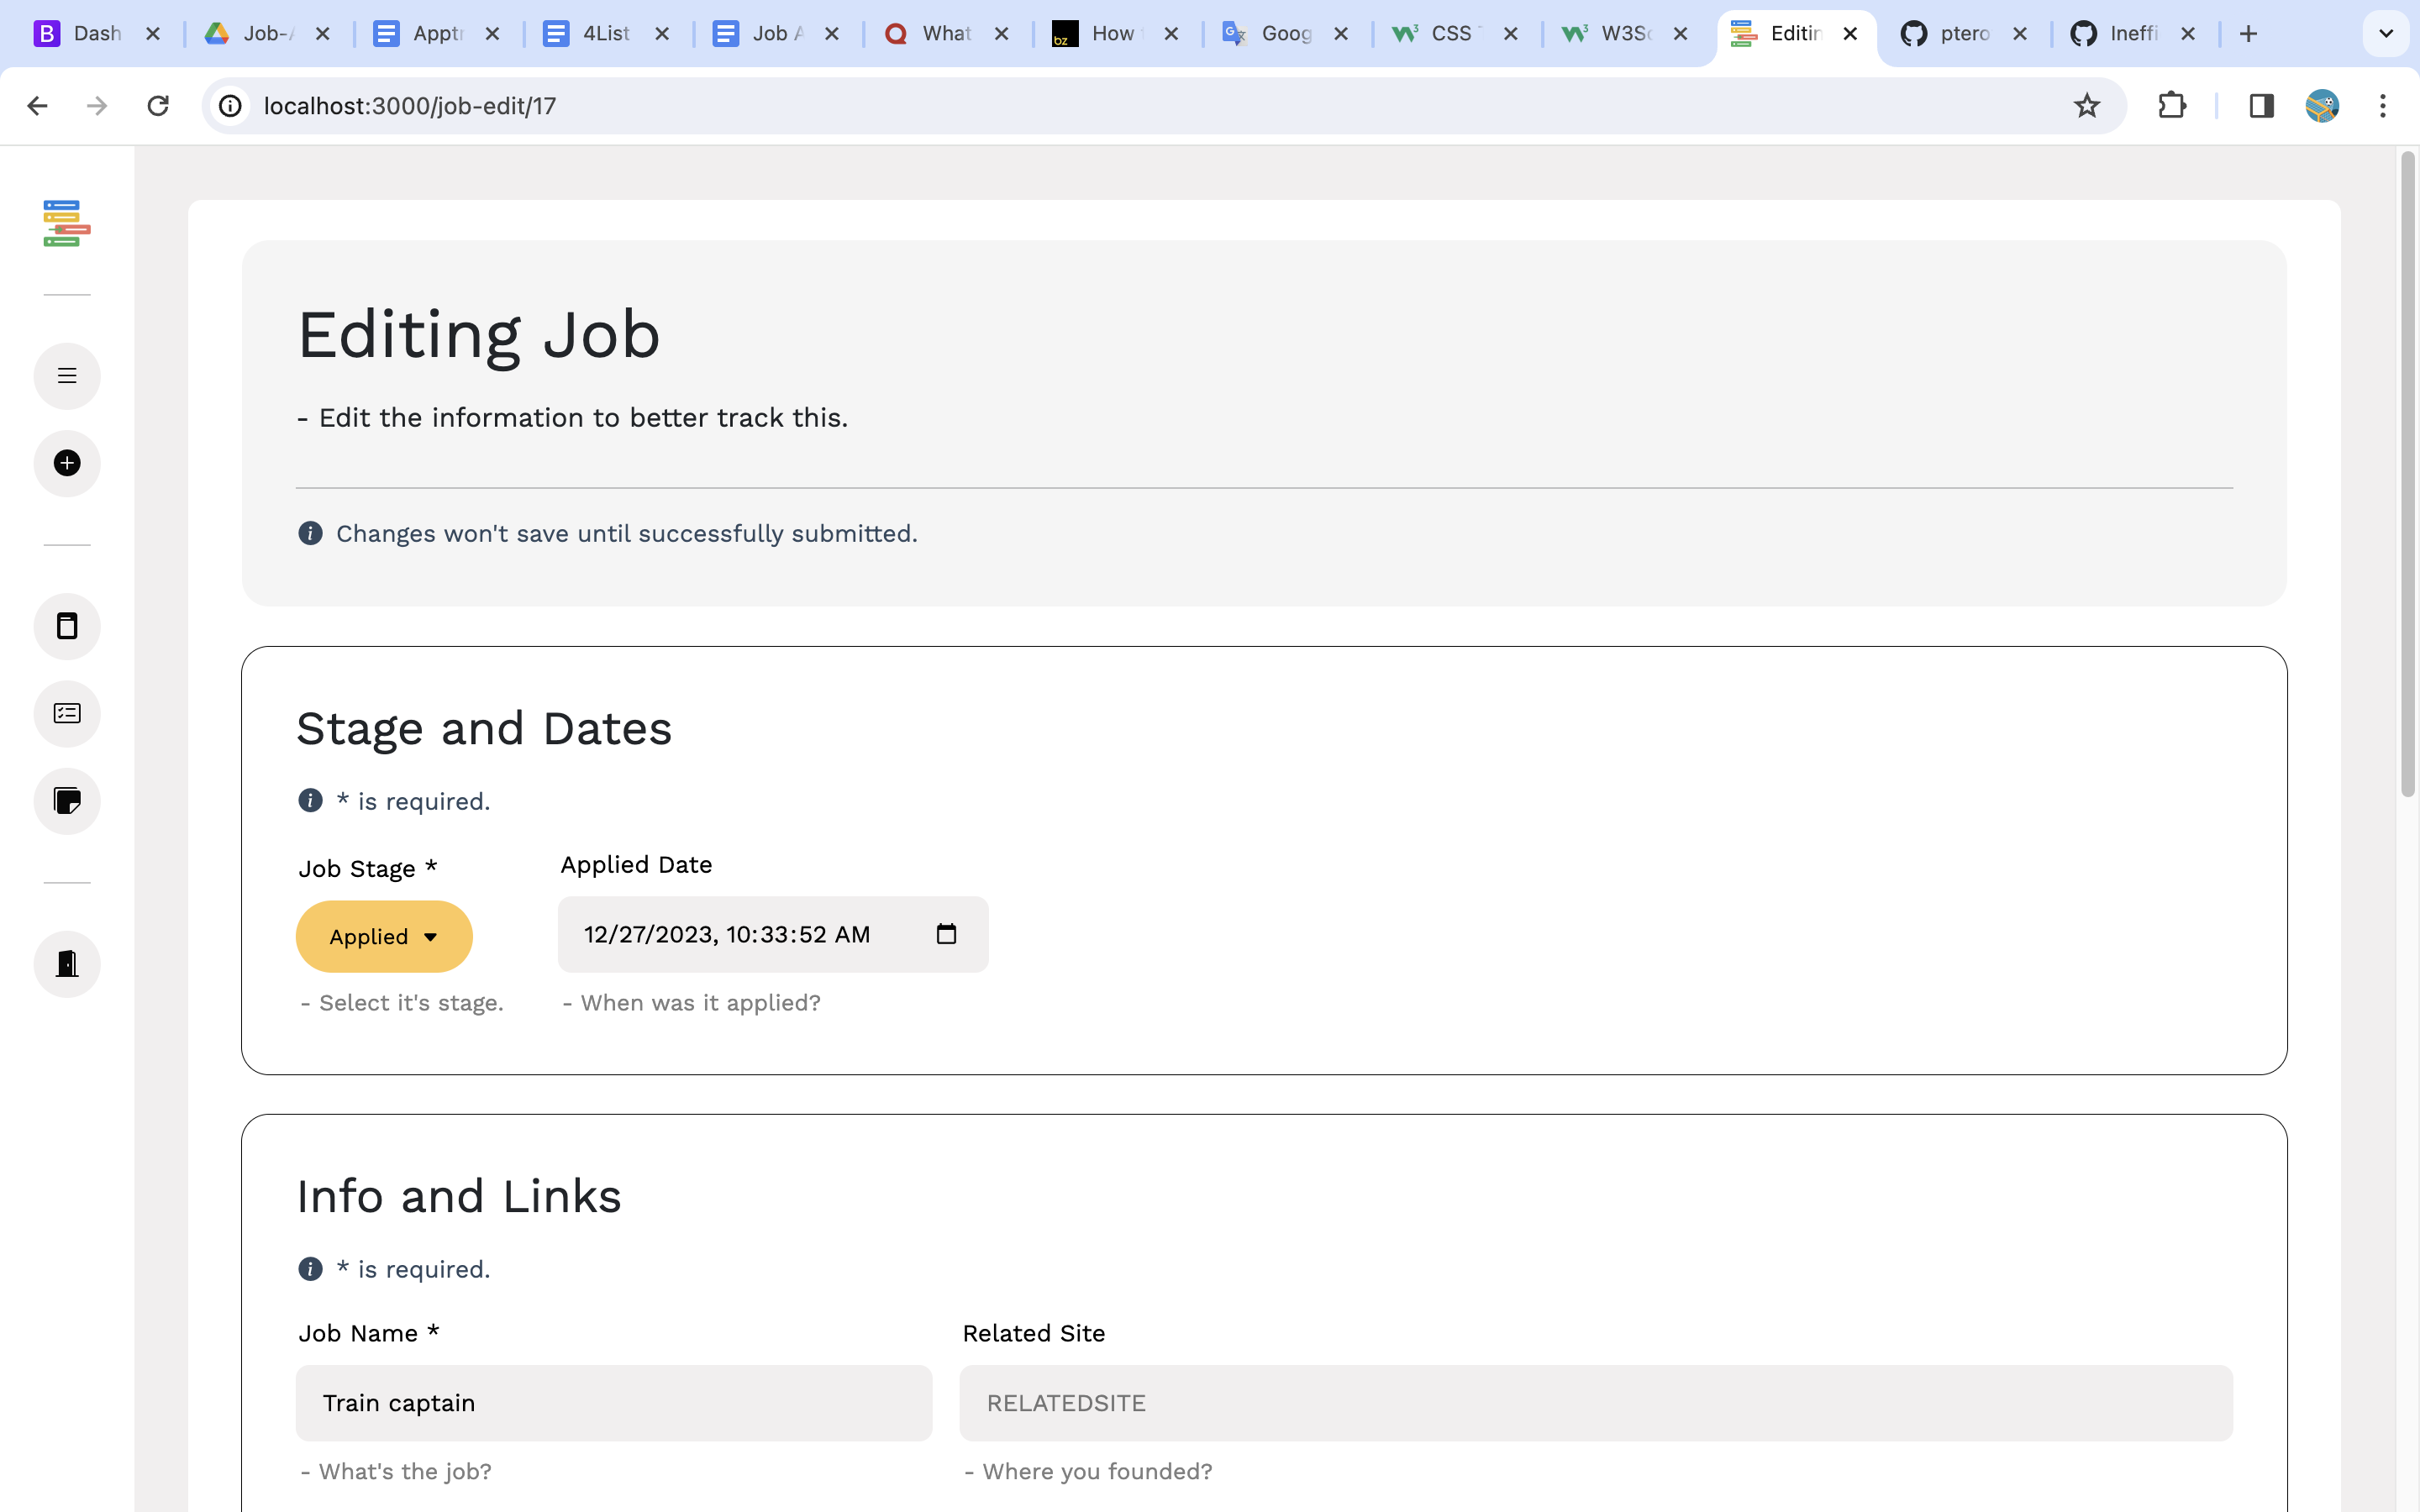 B Dash
Job-A
Apptr
4List
Job A
What
bz How
Goog
CSS
W3Sc
Editin
ptero
Ineffi
localhost:3000/job-edit/17
Editing Job
- Edit the information to better track this.
Changes won't save until successfully submitted.
Stage and Dates
* is required.
Job Stage *
Applied Date
Applied
12/27/2023, 10:33:52 AM
- Select it's stage.
- When was it applied?
Info and Links
* is required.
Job Name *
Related Site
Train captain
RELATEDSITE
- What's the job?
- Where you founded?